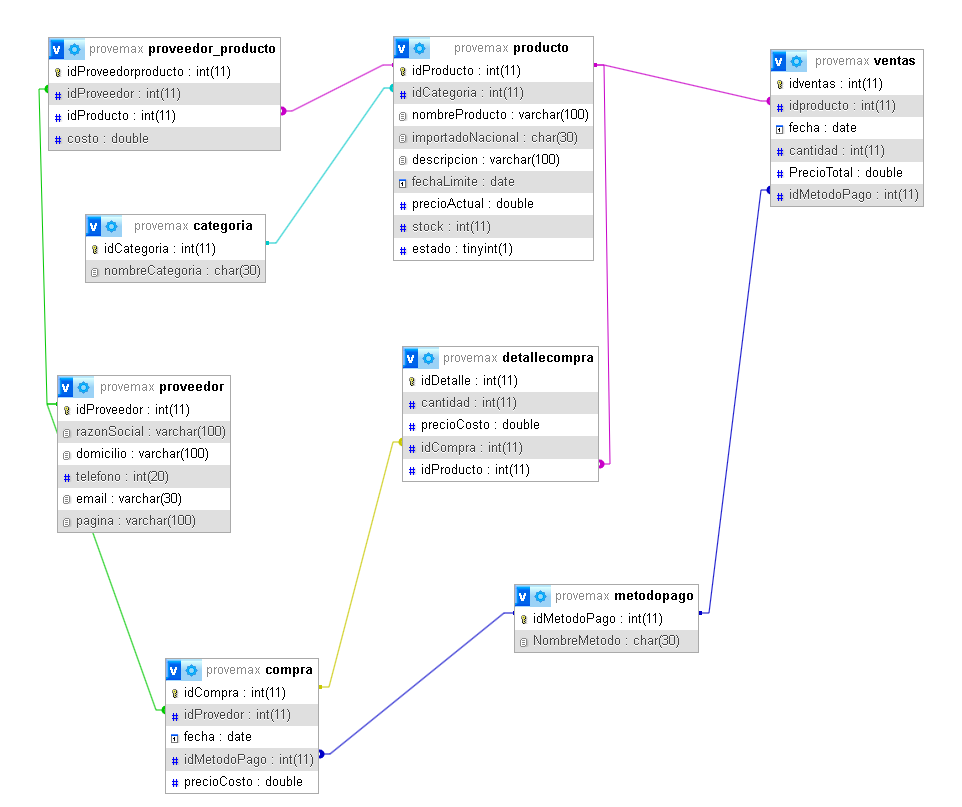 provemax proveedor_producto
idProveedorproducto : int(11)
idProveedor : int(11)
idProducto : int(11)
costo : double
provemax producto
idProducto : int(11)
idCategoria : int(11)
nombreProducto : varchar(100)
importadoNacional : char(30)
descripcion : varchar(100)
fechaLimite : date
precioActual : double
stock : int(11)
estado : tinyint(1)
provemax ventas
idventas : int(11)
idproducto : int(11)
fecha : date
cantidad : int(11)
PrecioTotal : double
idMetodoPago : int(11)
provemax categoria
idCategoria : int(11)
nombreCategoria : char(30)
provemax detallecompra
idDetalle : int(11)
cantidad : int(11)
precioCosto : double
idCompra : int(11)
idProducto : int(11)
provemax proveedor
idProveedor : int(11)
razonSocial : varchar(100)
domicilio : varchar(100)
telefono : int(20)
email : varchar(30)
pagina : varchar(100)
provemax metodopago
idMetodoPago : int(11)
NombreMetodo : char(30)
provemax compra
idCompra : int(11)
idProvedor : int(11)
fecha : date
idMetodoPago : int(11)
precioCosto : double